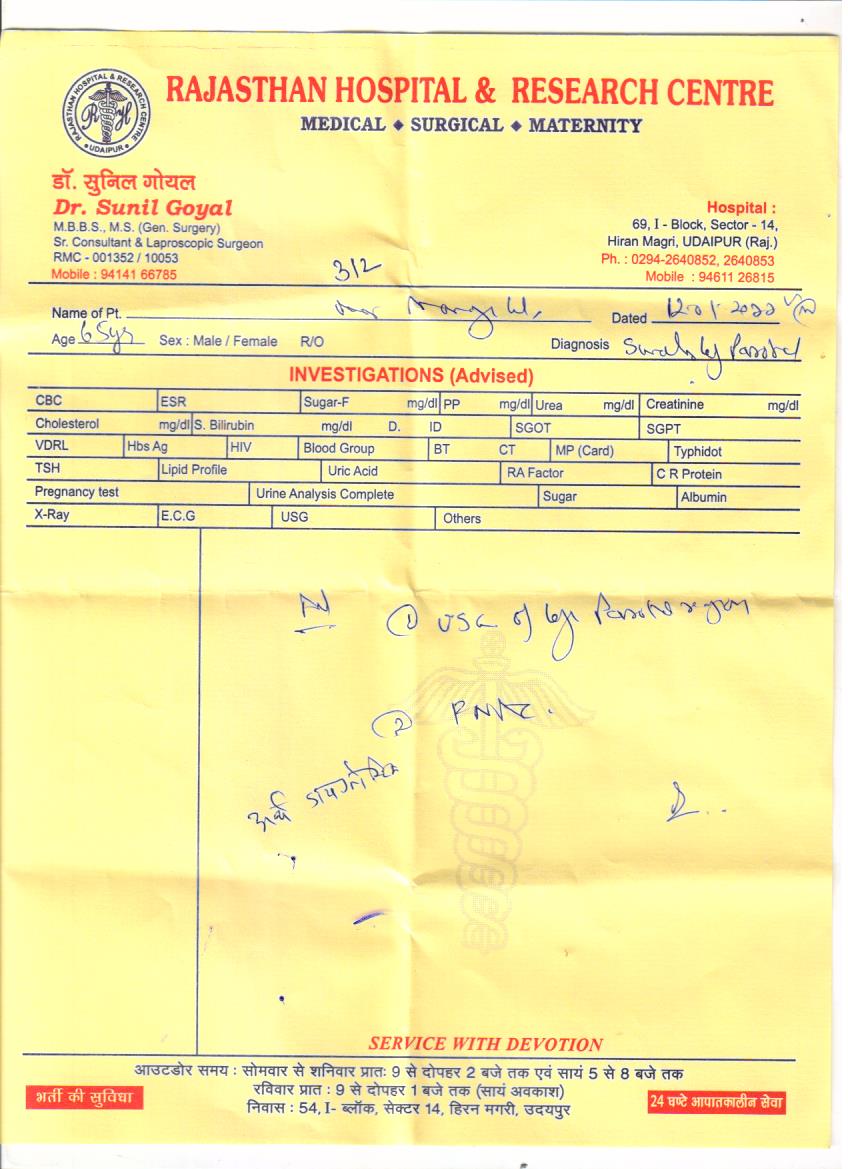 RAJASTHAN HOSPITAL & RESEARCH CENTRE
UDAIPUR
RAJASTHAN HOSPITAL & RESEARCH CENTRE
MEDICAL ◆ SURGICAL ◆ MATERNITY
डॉ. सुनिल गोयल
Dr. Sunil Goyal
M.B.B.S., M.S. (Gen. Surgery)
Sr. Consultant & Laproscopic Surgeon
RMC - 001352 / 10053
Mobile : 94141 66785
Hospital :
69, I - Block, Sector - 14,
Hiran Magri, UDAIPUR (Raj.)
Ph. : 0294-2640852, 2640853
Mobile : 94611 26815
312
Name of Pt. Dated
Age 65yrs Sex : Male / Female R/O Diagnosis
INVESTIGATIONS (Advised)
CBC ESR Sugar-F mg/dl PP mg/dl Urea mg/dl Creatinine mg/dl
Cholesterol mg/dl S. Bilirubin mg/dl D. ID SGOT SGPT
VDRL Hbs Ag HIV Blood Group BT CT MP (Card) Typhidot
TSH Lipid Profile Uric Acid RA Factor C R Protein
Pregnancy test Urine Analysis Complete Sugar Albumin
X-Ray E.C.G USG Others
① USG of
② FNAC.
SERVICE WITH DEVOTION
आउटडोर समय : सोमवार से शनिवार प्रातः 9 से दोपहर 2 बजे तक एवं सायं 5 से 8 बजे तक
रविवार प्रात : 9 से दोपहर 1 बजे तक (सायं अवकाश)
निवास : 54, I- ब्लॉक, सेक्टर 14, हिरन मगरी, उदयपुर
भर्ती की सुविधा
24 घण्टे आपातकालीन सेवा